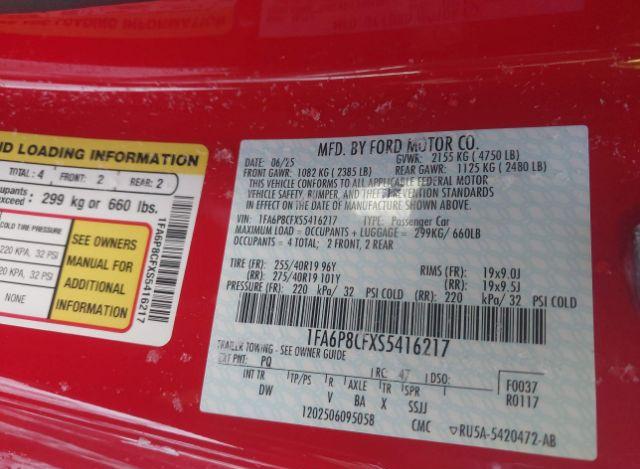 ND LOADING INFORMATION
TOTAL: 4 FRONT: 2 REAR: 2
upants
exceed : 299 kg or 660 lbs.
COLD TIRE PRESSURE
220 KPA, 32 PSI
220 KPA, 32 PSI
NONE
SEE OWNERS
MANUAL FOR
ADDITIONAL
INFORMATION
1FA6P8CFXS5416217
MFD. BY FORD MOTOR CO.
DATE: 06/25 GVWR: 2155 KG ( 4750 LB)
FRONT GAWR: 1082 KG ( 2385 LB) REAR GAWR: 1125 KG ( 2480 LB)
THIS VEHICLE CONFORMS TO ALL APPLICABLE FEDERAL MOTOR
VEHICLE SAFETY, BUMPER, AND THEFT PREVENTION STANDARDS
IN EFFECT ON THE DATE OF MANUFACTURE SHOWN ABOVE.
VIN: 1FA6P8CFXS5416217 TYPE: Passenger Car
MAXIMUM LOAD = OCCUPANTS + LUGGAGE = 299KG/ 660LB
OCCUPANTS = 4 TOTAL; 2 FRONT, 2 REAR
TIRE (FR): 255/40R19 96Y RIMS (FR): 19x9.0J
(RR): 275/40R19 101Y (RR): 19x9.5J
PRESSURE (FR): 220 kPa/ 32 PSI COLD (RR): 220 kPa/ 32 PSI COLD
1FA6P8CFXS5416217
TRAILER TOWING - SEE OWNER GUIDE
EXT PNT: PQ RC: 47 DSO: F0037
INT TR TP/PS R AXLE TR SPR R0117
DW V BA X SSJJ
1202506095058 CMC RU5A-5420472-AB